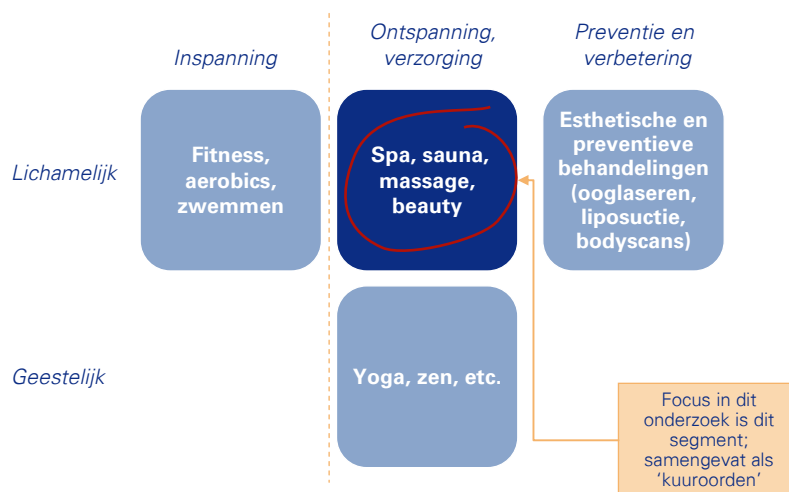 Inspanning
Ontspanning,
verzorging
Preventie en
verbetering
Lichamelijk
Fitness,
aerobics,
zwemmen
Spa, sauna,
massage,
beauty
Esthetische en
preventieve
behandelingen
(ooglaseren,
liposuctie,
bodyscans)
Geestelijk
Yoga, zen, etc.
Focus in dit
onderzoek is dit
segment;
samengevat als
‘kuuroorden’